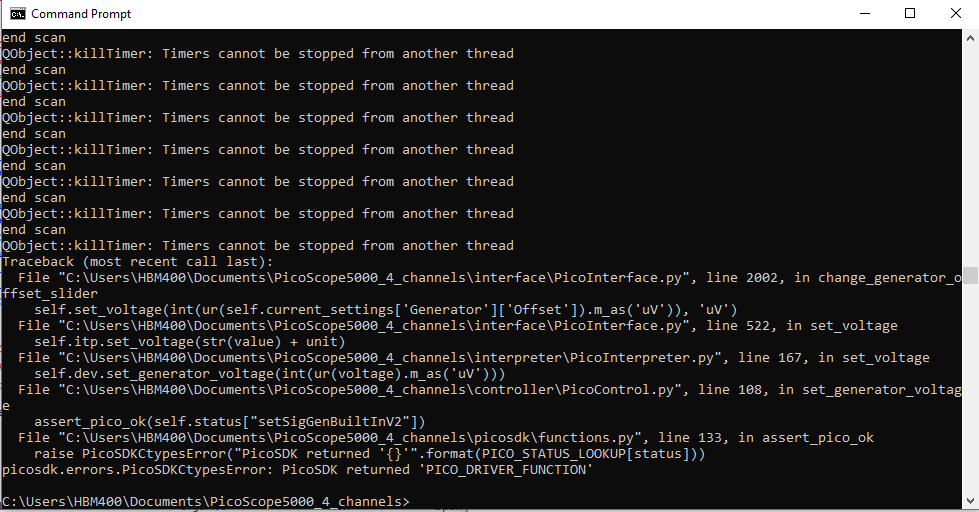 Command Prompt
end scan
QObject::killTimer: Timers cannot be stopped from another thread
end scan
QObject::killTimer: Timers cannot be stopped from another thread
end scan
QObject::killTimer: Timers cannot be stopped from another thread
end scan
QObject::killTimer: Timers cannot be stopped from another thread
end scan
QObject::killTimer: Timers cannot be stopped from another thread
end scan
QObject::killTimer: Timers cannot be stopped from another thread
end scan
QObject::killTimer: Timers cannot be stopped from another thread
Traceback (most recent call last):
  File "C:\Users\HBM400\Documents\PicoScope5000_4_channels\interface\PicoInterface.py", line 2002, in change_generator_o
ffset_slider
    self.set_voltage(int(ur(self.current_settings['Generator']['Offset']).m_as('uV')), 'uV')
  File "C:\Users\HBM400\Documents\PicoScope5000_4_channels\interface\PicoInterface.py", line 522, in set_voltage
    self.itp.set_voltage(str(value) + unit)
  File "C:\Users\HBM400\Documents\PicoScope5000_4_channels\interpreter\PicoInterpreter.py", line 167, in set_voltage
    self.dev.set_generator_voltage(int(ur(voltage).m_as('uV')))
  File "C:\Users\HBM400\Documents\PicoScope5000_4_channels\controller\PicoControl.py", line 108, in set_generator_voltag
e
    assert_pico_ok(self.status["setSigGenBuiltInV2"])
  File "C:\Users\HBM400\Documents\PicoScope5000_4_channels\picosdk\functions.py", line 133, in assert_pico_ok
    raise PicoSDKCtypesError("PicoSDK returned '{}'".format(PICO_STATUS_LOOKUP[status]))
picosdk.errors.PicoSDKCtypesError: PicoSDK returned 'PICO_DRIVER_FUNCTION'
C:\Users\HBM400\Documents\PicoScope5000_4_channels>